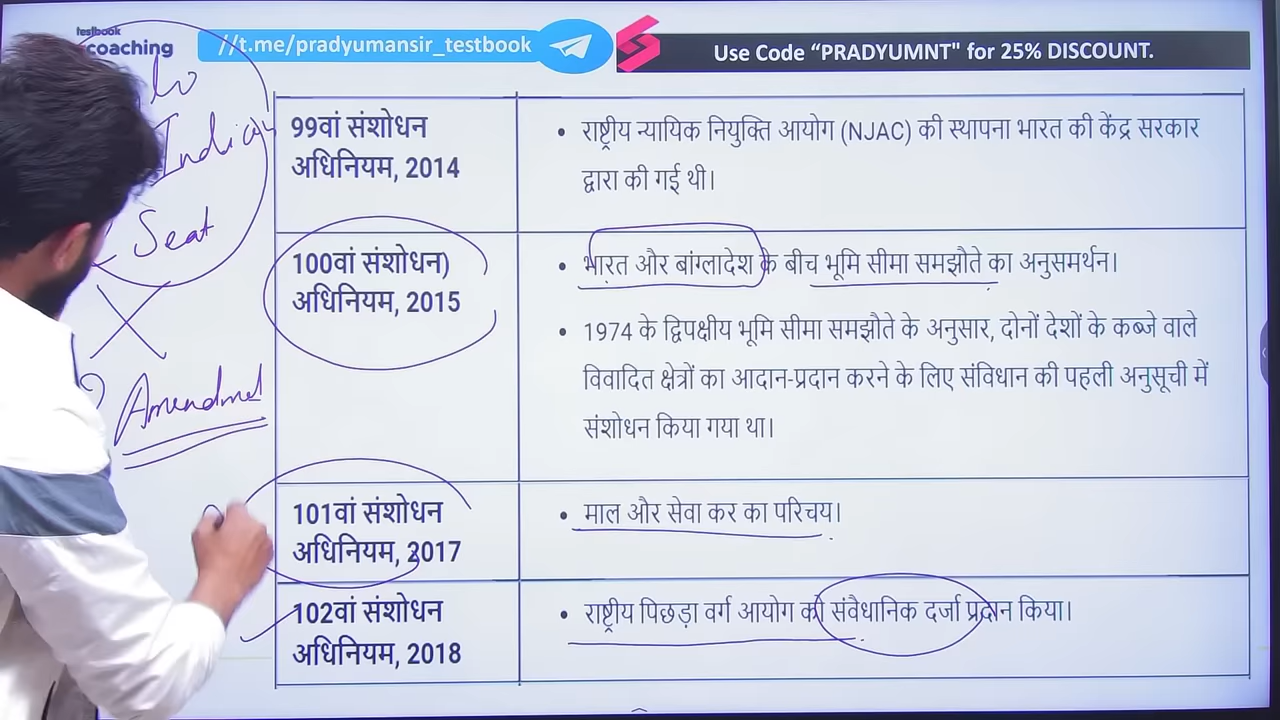 testbook
coaching
//t.me/pradyumansir_testbook
Use Code “PRADYUMNT" for 25% DISCOUNT.
Indian
Seat
Amendmet
99वां संशोधन
अधिनियम, 2014
• राष्ट्रीय न्यायिक नियुक्ति आयोग (NJAC) की स्थापना भारत की केंद्र सरकार
द्वारा की गई थी।
100वां संशोधन)
अधिनियम, 2015
• भारत और बांग्लादेश के बीच भूमि सीमा समझौते का अनुसमर्थन।
• 1974 के द्विपक्षीय भूमि सीमा समझौते के अनुसार, दोनों देशों के कब्जे वाले
विवादित क्षेत्रों का आदान-प्रदान करने के लिए संविधान की पहली अनुसूची में
संशोधन किया गया था।
101वां संशोधन
अधिनियम, 2017
• माल और सेवा कर का परिचय।
102वां संशोधन
अधिनियम, 2018
• राष्ट्रीय पिछड़ा वर्ग आयोग को संवैधानिक दर्जा प्रदान किया।